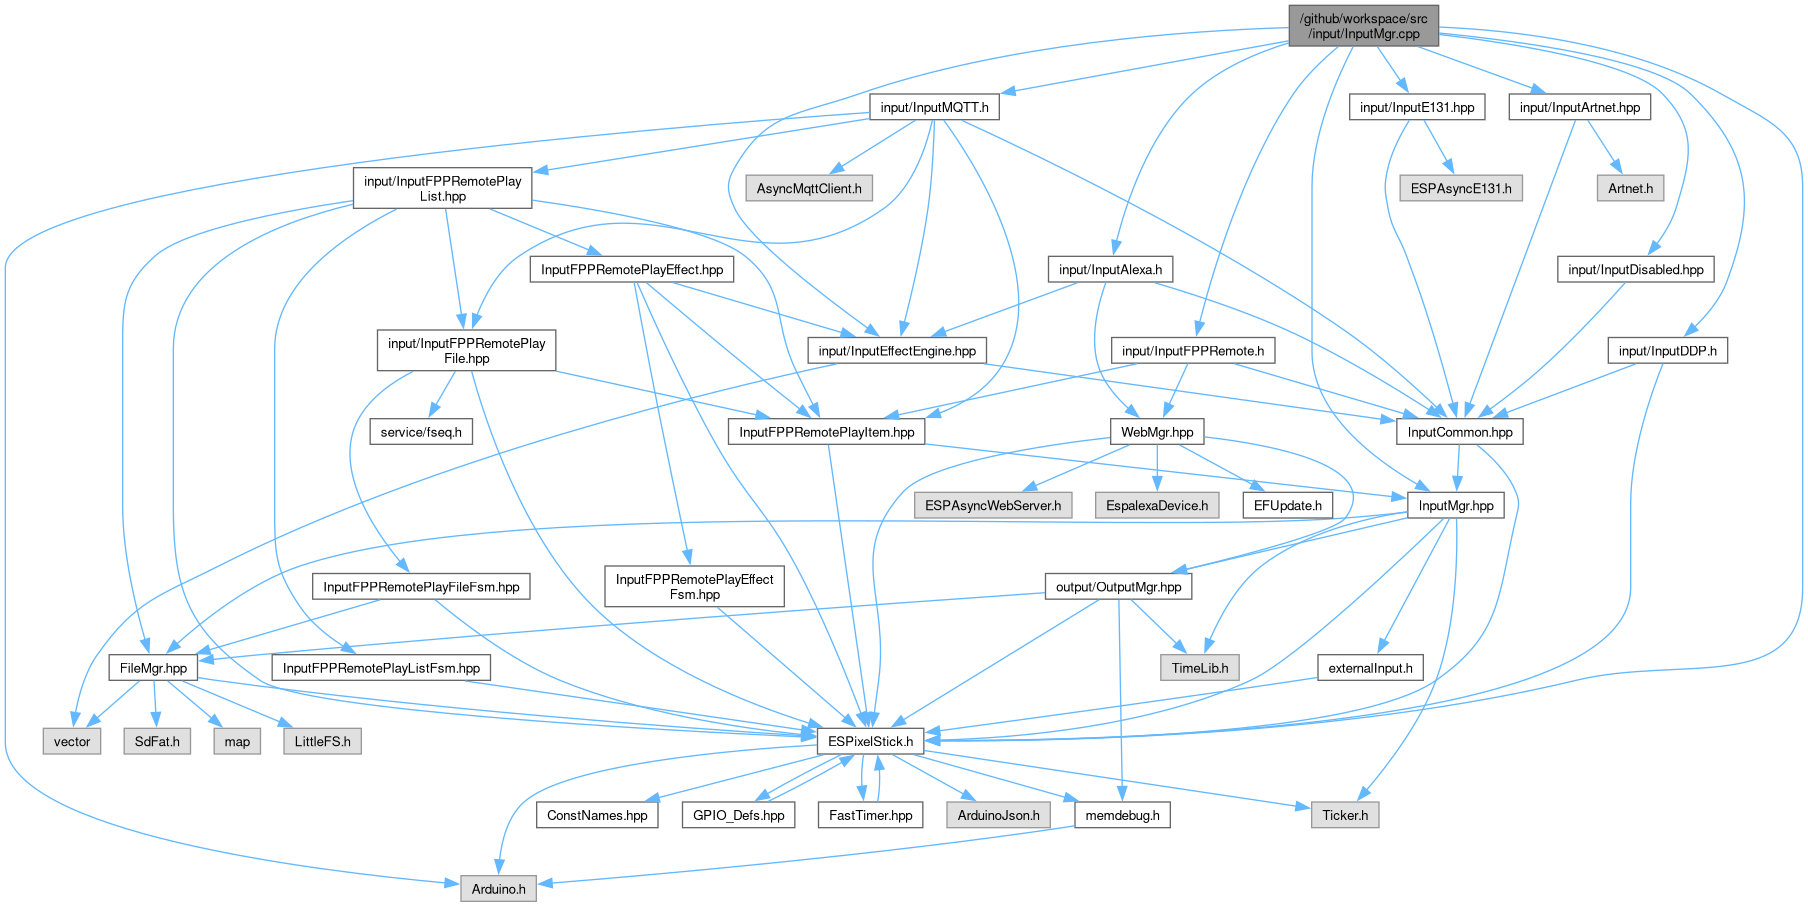 /github/workspace/src
/input/InputMgr.cpp
input/InputMQTT.h
input/InputE131.hpp
input/InputArtnet.hpp
input/InputFPPRemotePlay
List.hpp
AsyncMqttClient.h
ESPAsyncE131.h
Artnet.h
InputFPPRemotePlayEffect.hpp
input/InputAlexa.h
input/InputDisabled.hpp
input/InputFPPRemotePlay
File.hpp
input/InputEffectEngine.hpp
input/InputFPPRemote.h
input/InputDDP.h
service/fseq.h
InputFPPRemotePlayItem.hpp
WebMgr.hpp
InputCommon.hpp
ESPAsyncWebServer.h
EspalexaDevice.h
EFUpdate.h
InputMgr.hpp
InputFPPRemotePlayFileFsm.hpp
InputFPPRemotePlayEffect
Fsm.hpp
output/OutputMgr.hpp
FileMgr.hpp
InputFPPRemotePlayListFsm.hpp
TimeLib.h
externalInput.h
vector
SdFat.h
map
LittleFS.h
ESPixelStick.h
ConstNames.hpp
GPIO_Defs.hpp
FastTimer.hpp
ArduinoJson.h
memdebug.h
Ticker.h
Arduino.h